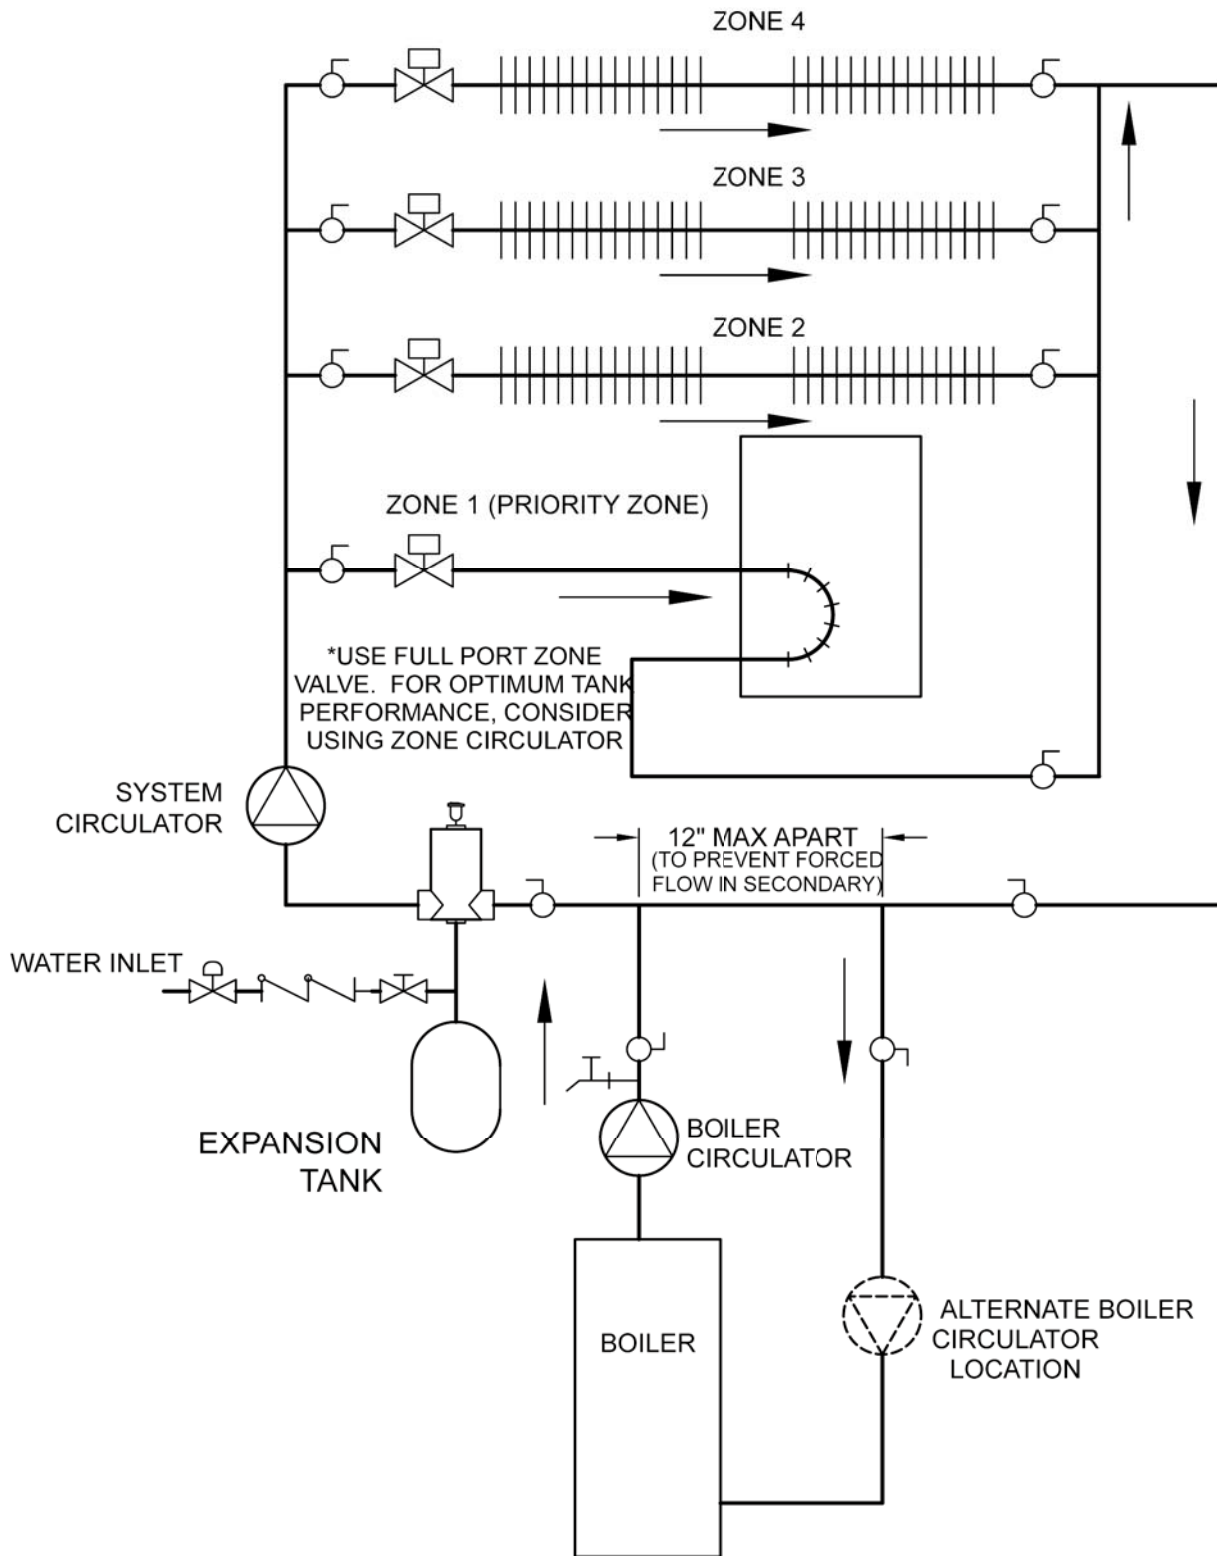 ZONE 4
ZONE 3
ZONE 2
ZONE 1 (PRIORITY ZONE)
*USE FULL PORT ZONE
VALVE. FOR OPTIMUM TANK
PERFORMANCE, CONSIDER
USING ZONE CIRCULATOR
SYSTEM
CIRCULATOR
12" MAX APART
(TO PREVENT FORCED
FLOW IN SECONDARY)
WATER INLET
EXPANSION
TANK
BOILER
CIRCULATOR
BOILER
ALTERNATE BOILER
CIRCULATOR
LOCATION